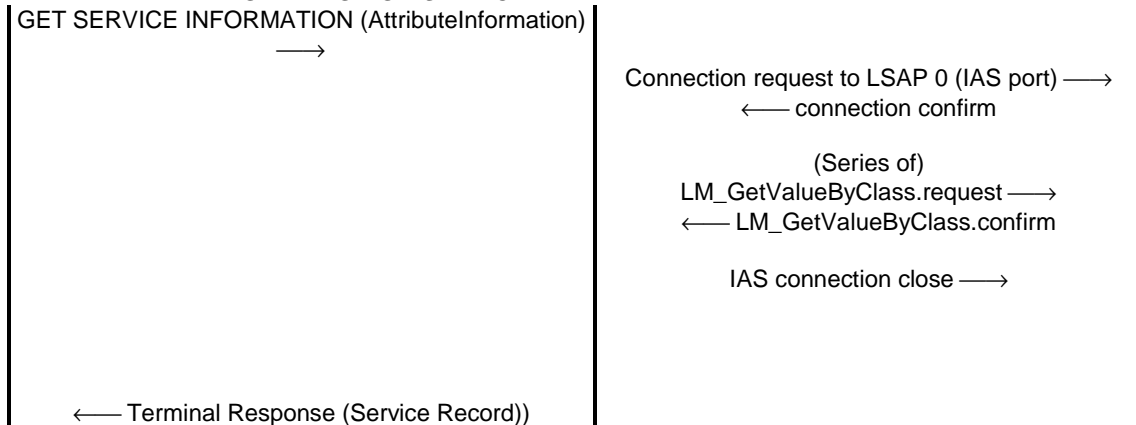 GET SERVICE INFORMATION (AttributeInformation)
⟶
Connection request to LSAP 0 (IAS port) ⟶
⟵ connection confirm
(Series of)
LM_GetValueByClass.request ⟶
⟵ LM_GetValueByClass.confirm
IAS connection close ⟶
⟵ Terminal Response (Service Record))